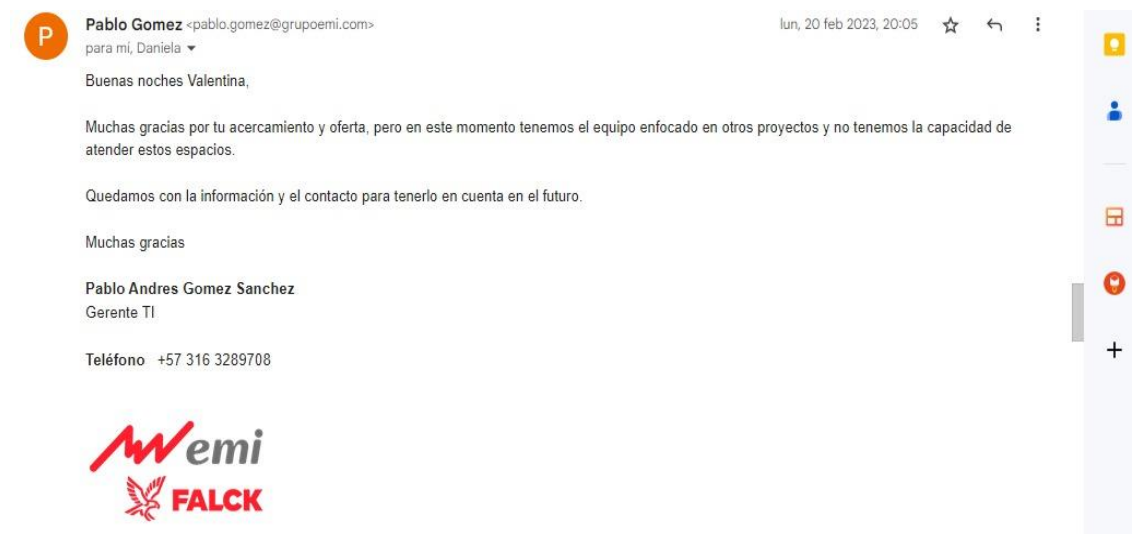 P
Pablo Gomez <pablo.gomez@grupoemi.com>
lun, 20 feb 2023, 20:05
para mí, Daniela
Buenas noches Valentina,
Muchas gracias por tu acercamiento y oferta, pero en este momento tenemos el equipo enfocado en otros proyectos y no tenemos la capacidad de
atender estos espacios.
Quedamos con la información y el contacto para tenerlo en cuenta en el futuro.
Muchas gracias
Pablo Andres Gomez Sanchez
Gerente TI
Teléfono +57 316 3289708
emi
FALCK